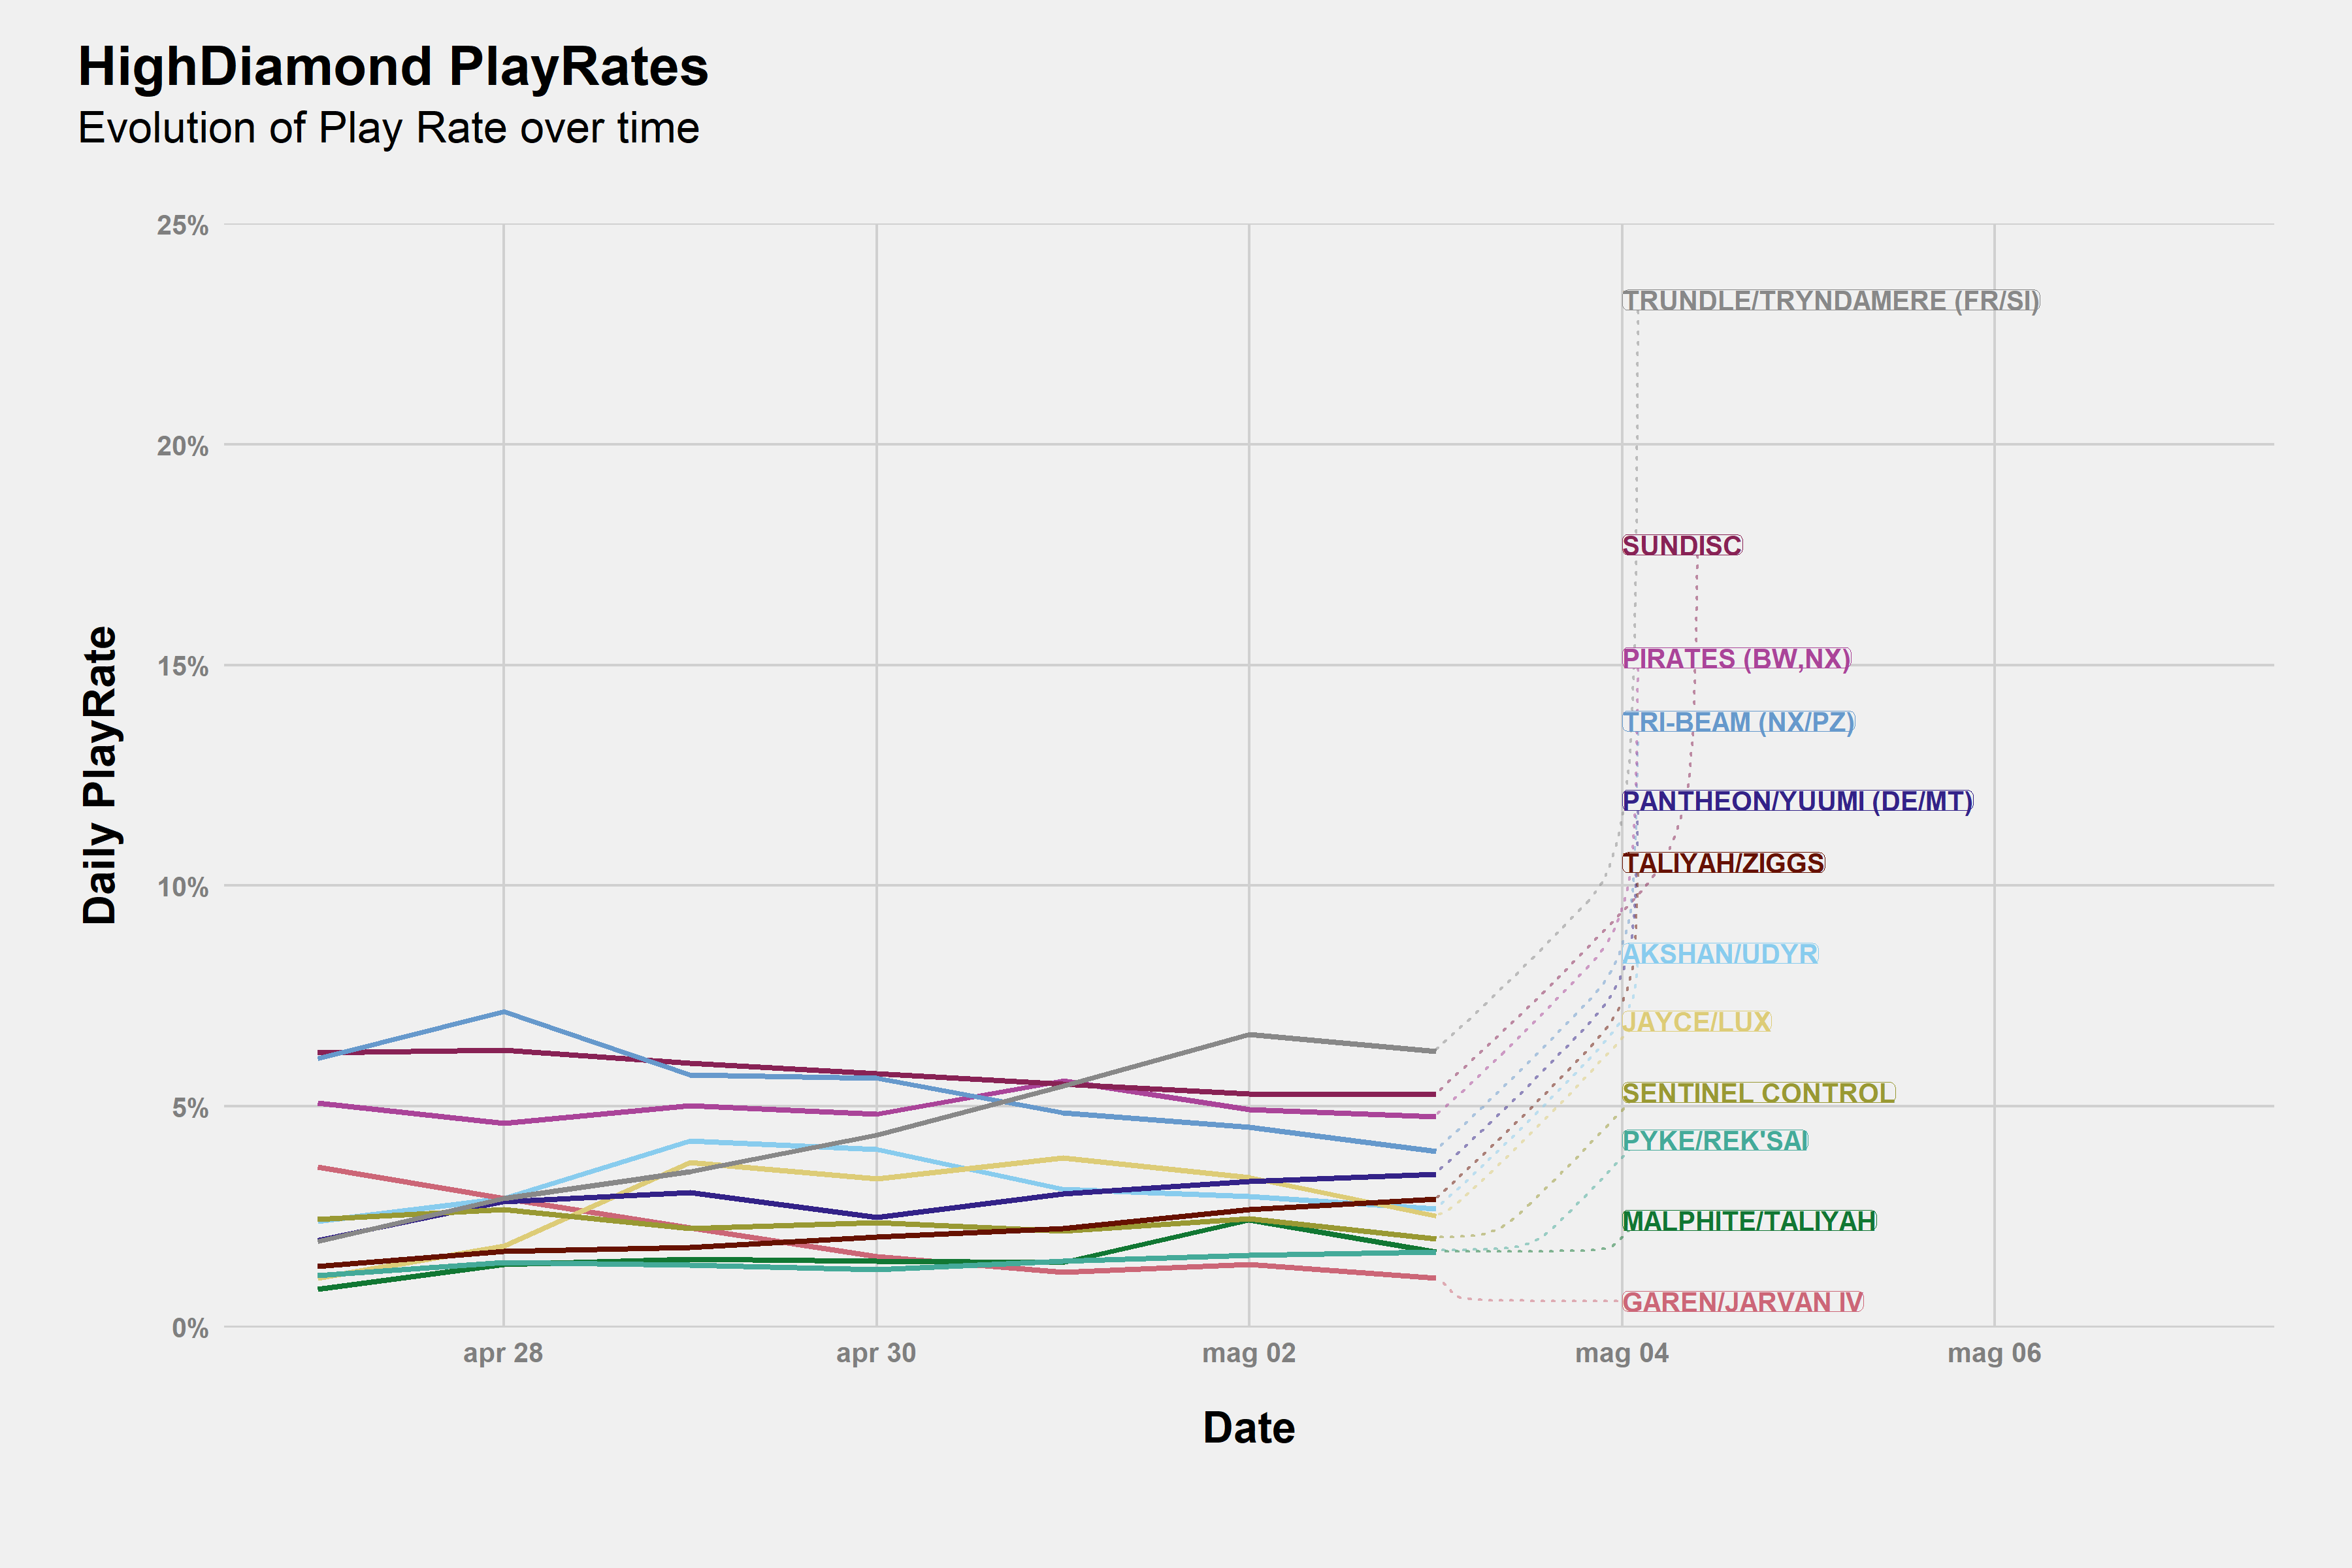 HighDiamond PlayRates
Evolution of Play Rate over time
25%
20%
15%
10%
5%
0%
Daily PlayRate
TRUNDLE/TRYNDAMERE (FR/SI)
SUNDISC
PIRATES (BW,NX)
TRI-BEAM (NX/PZ)
PANTHEON/YUUMI (DE/MT)
TALIYAH/ZIGGS
AKSHAN/UDYR
JAYCE/LUX
SENTINEL CONTROL
PYKE/REK'SAI
MALPHITE/TALIYAH
GAREN/JARVAN IV
apr 28
apr 30
mag 02
mag 04
mag 06
Date